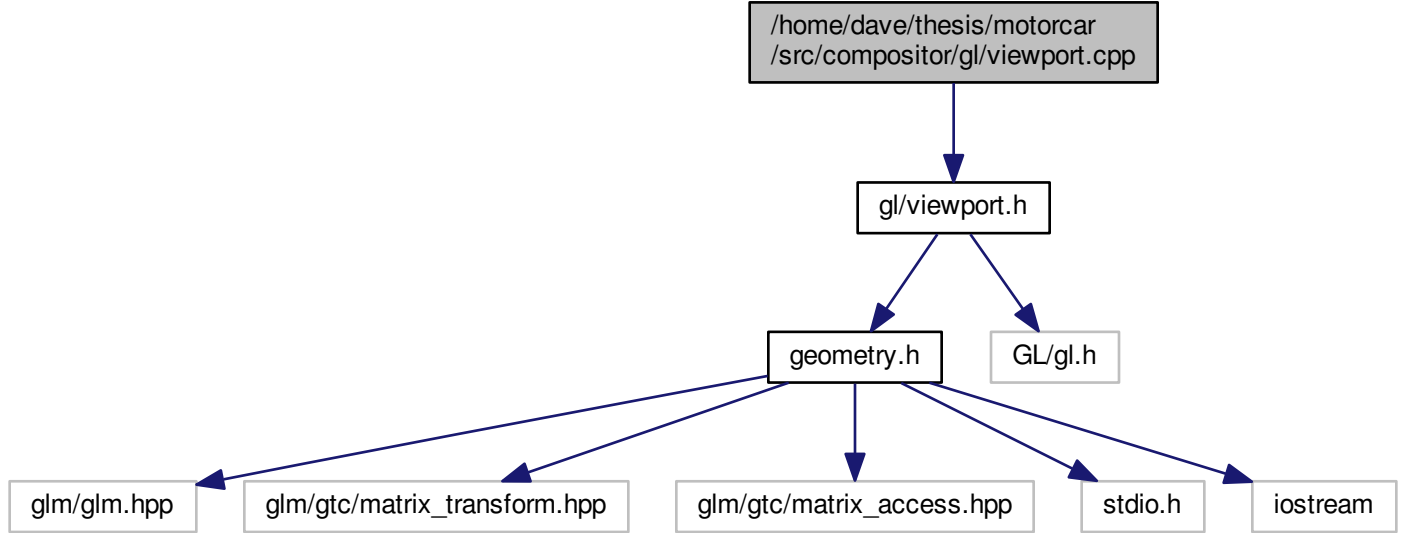 /home/dave/thesis/motorcar
/src/compositor/gl/viewport.cpp
gl/viewport.h
geometry.h
GL/gl.h
glm/glm.hpp
glm/gtc/matrix_transform.hpp
glm/gtc/matrix_access.hpp
stdio.h
iostream